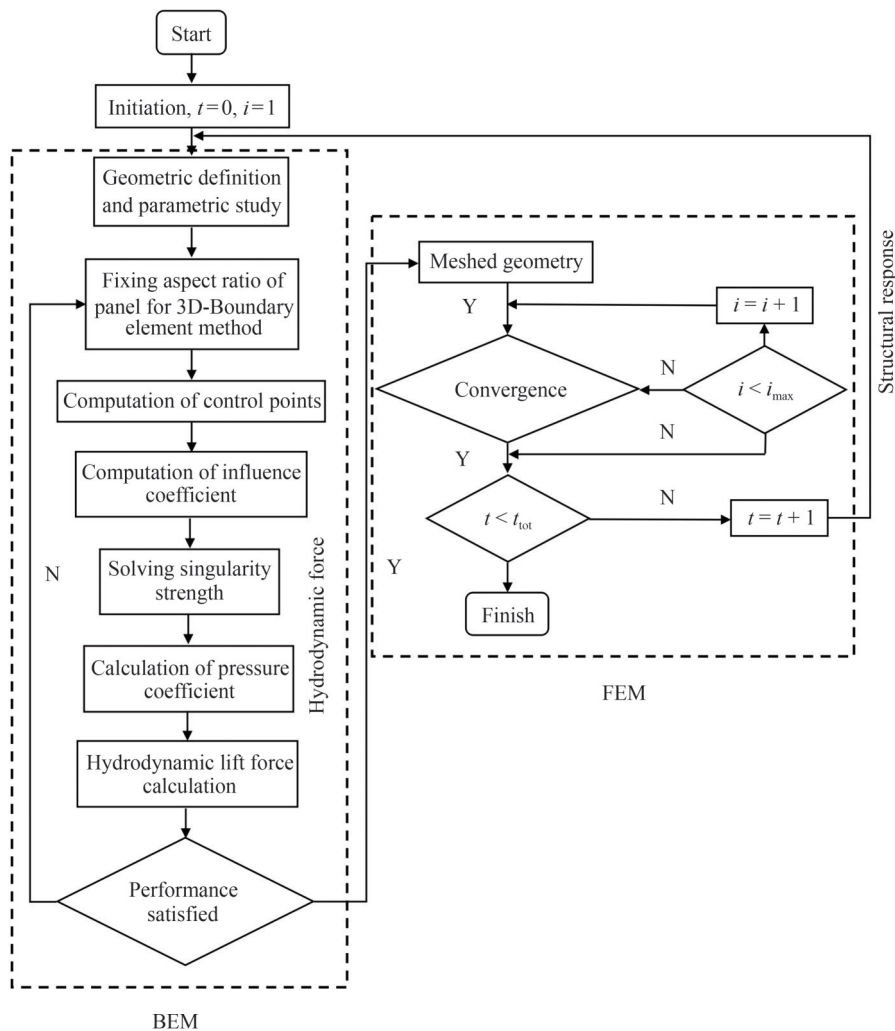 Start
Initiation, t=0, i=1
Geometric definition
and parametric study
Fixing aspect ratio of
panel for 3D-Boundary
element method
Computation of control points
Computation of influence
coefficient
Solving singularity
strength
Calculation of pressure
coefficient
Hydrodynamic lift force
calculation
Performance
satisfied
N
Hydrodynamic force
BEM
Meshed geometry
Y
i = i + 1
Convergence
N
i < imax
N
Y
t < ttot
N
t = t + 1
Y
Finish
FEM
Structural response